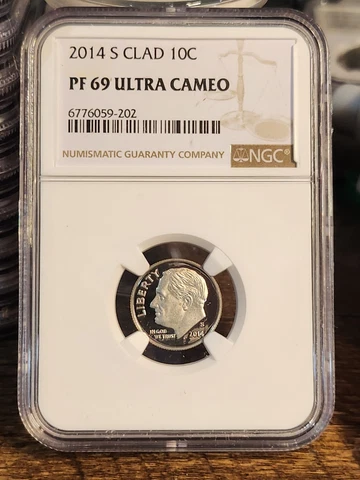 2014 S CLAD 10C
PF 69 ULTRA CAMEO
6776059-202
NUMISMATIC GUARANTY COMPANY
NGC
LIBERTY
IN GOD
WE TRUST
S
2014